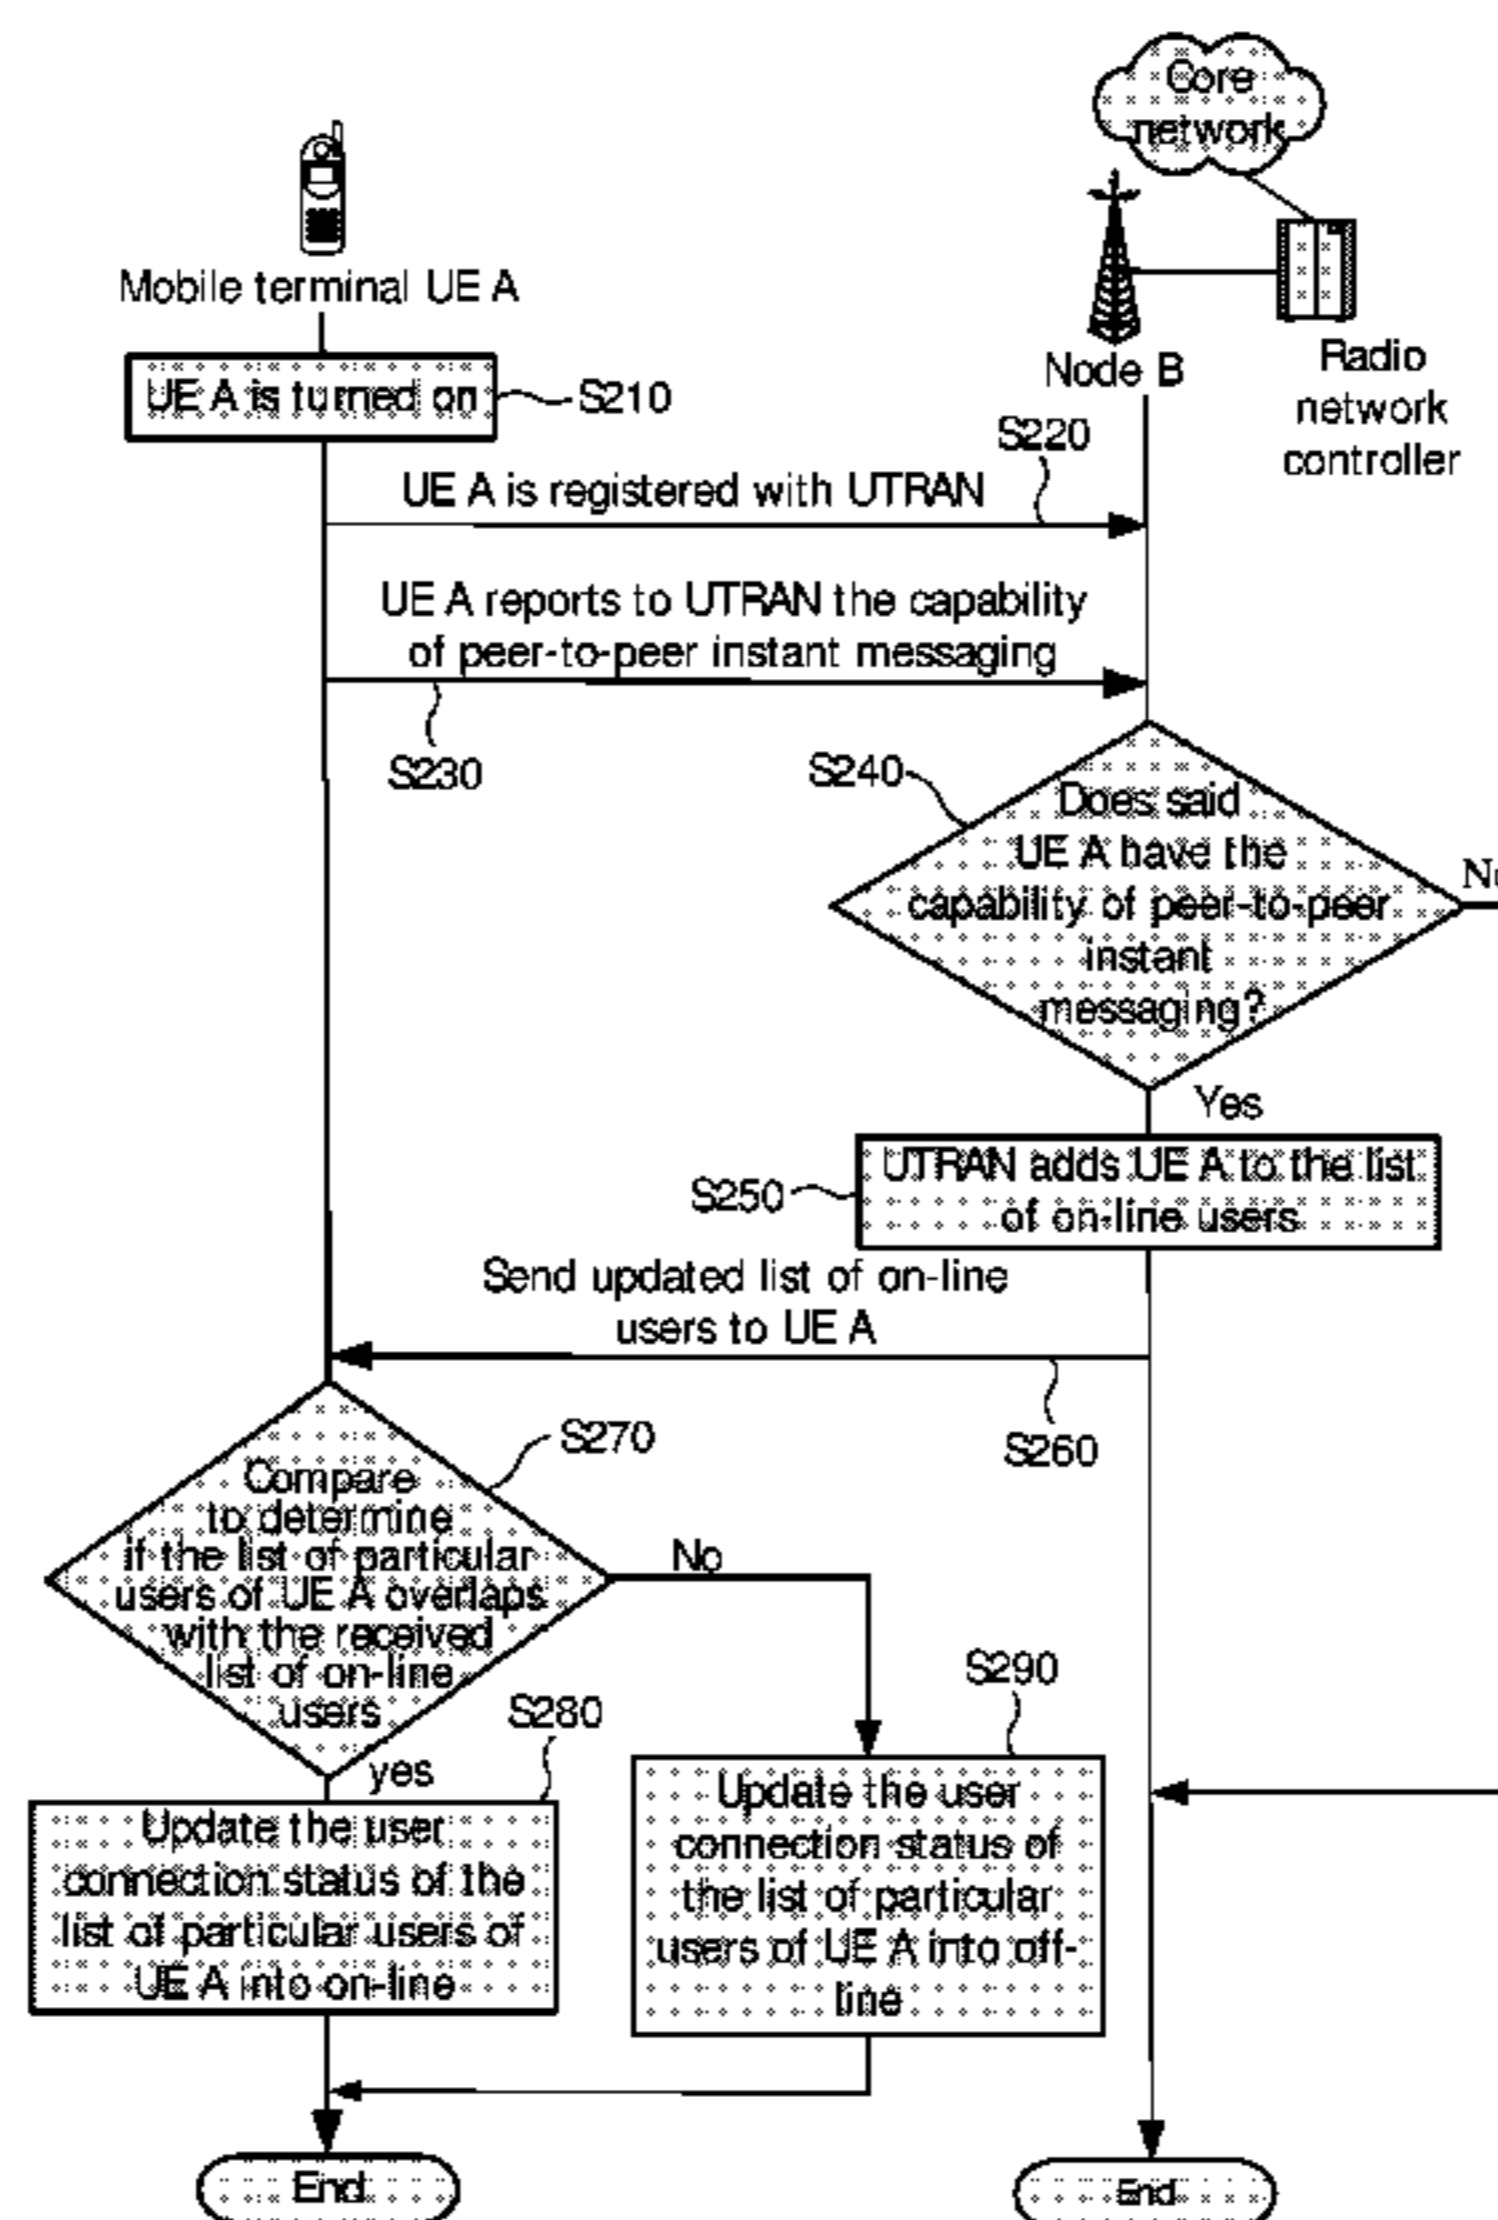 Core
network
Mobile terminal UE A
Node B
Radio
network
controller
UE A is turned on
S210
S220
UE A is registered with UTRAN
UE A reports to UTRAN the capability
of peer-to-peer instant messaging
S230
S240
Does said
UE A have the
capability of peer-to-peer
instant
messaging?
Yes
S250
UTRAN adds UE A to the list
of on-line users
Send updated list of on-line
users to UE A
S260
S270
Compare
to determine
if the list of particular
users of UE A overlaps
with the received
list of on-line
users
No
yes
S280
S290
Update the user
connection status of the
list of particular users of
UE A into on-line
Update the user
connection status of
the list of particular
users of UE A into off-
line
End
End